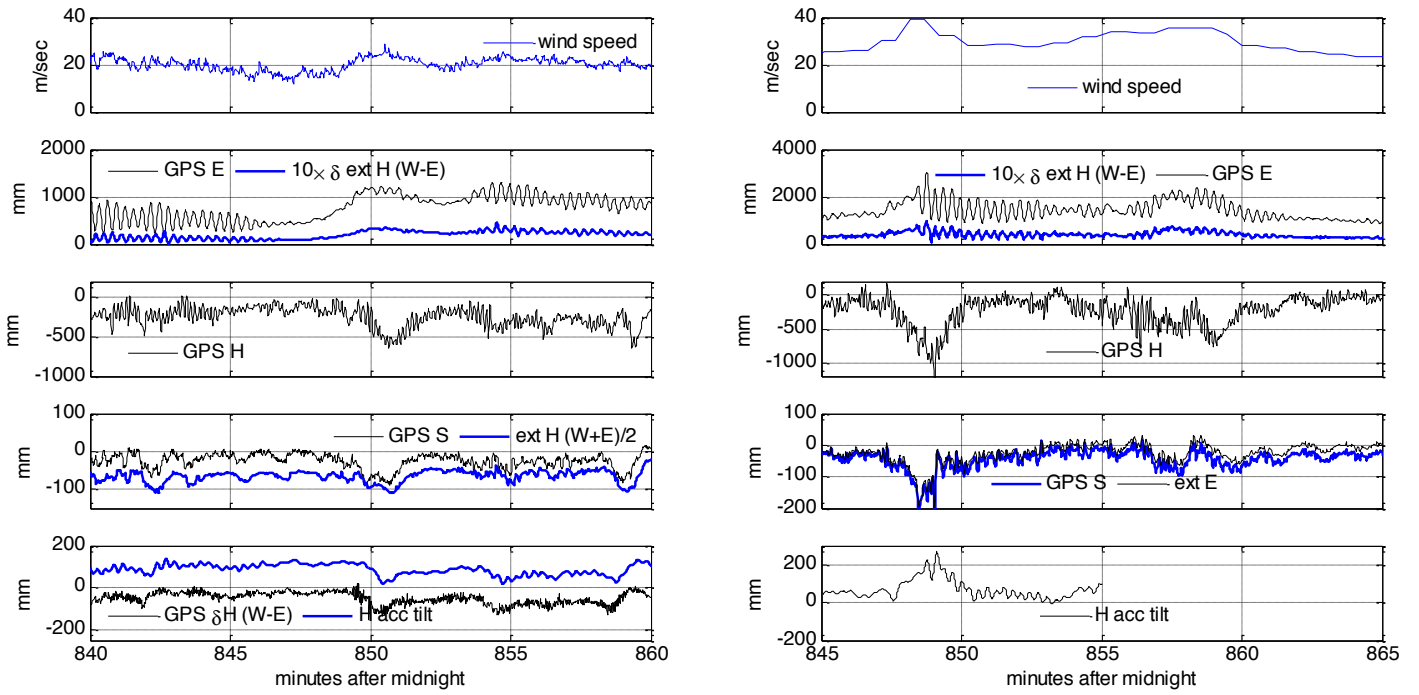 40
20
0
m/sec
wind speed
2000
1000
0
mm
GPS E
10× δ ext H (W-E)
0
-500
-1000
mm
GPS H
100
0
-100
mm
GPS S
ext H (W+E)/2
200
0
-200
mm
GPS δH (W-E)
H acc tilt
840
845
850
855
860
minutes after midnight
40
20
0
m/sec
wind speed
4000
2000
0
mm
10× δ ext H (W-E)
GPS E
0
-500
-1000
mm
GPS H
100
0
-100
-200
mm
GPS S
ext E
200
0
-200
mm
H acc tilt
845
850
855
860
865
minutes after midnight